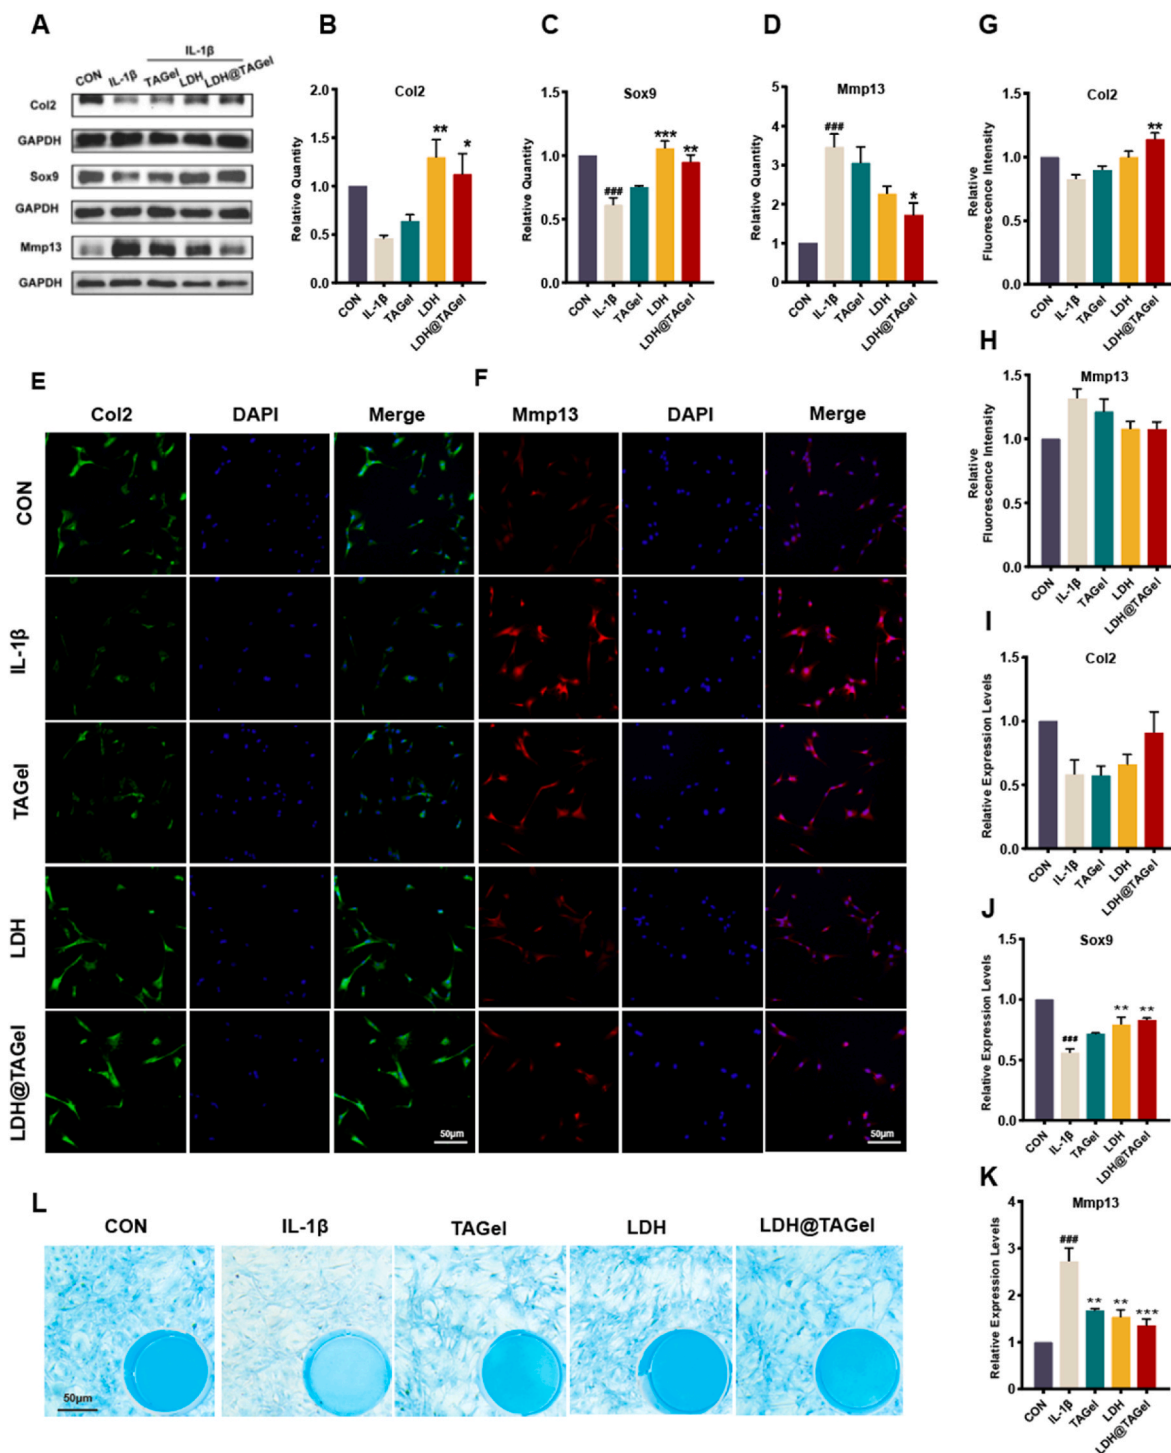 A
IL-1β
CON IL-1β TAGel LDH LDH@TAGel
Col2
GAPDH
Sox9
GAPDH
Mmp13
GAPDH
B
Col2
Relative Quantity
2.0
1.5
1.0
0.5
0.0
** *
CON IL-1β TAGel LDH LDH@TAGel
C
Sox9
Relative Quantity
1.5
1.0
0.5
0.0
### *** **
CON IL-1β TAGel LDH LDH@TAGel
D
Mmp13
Relative Quantity
5
4
3
2
1
0
### *
CON IL-1β TAGel LDH LDH@TAGel
G
Col2
Relative
Fluorescence Intensity
1.5
1.0
0.5
0.0
**
CON IL-1β TAGel LDH LDH@TAGel
H
Mmp13
Relative
Fluorescence Intensity
1.5
1.0
0.5
0.0
CON IL-1β TAGel LDH LDH@TAGel
E
Col2 DAPI Merge
F
Mmp13 DAPI Merge
CON
IL-1β
TAGel
LDH
LDH@TAGel
50μm
50μm
I
Col2
Relative Expression Levels
1.5
1.0
0.5
0.0
CON IL-1β TAGel LDH LDH@TAGel
J
Sox9
Relative Expression Levels
1.5
1.0
0.5
0.0
### ** **
CON IL-1β TAGel LDH LDH@TAGel
K
Mmp13
Relative Expression Levels
4
3
2
1
0
### ** ** ***
CON IL-1β TAGel LDH LDH@TAGel
L
CON IL-1β TAGel LDH LDH@TAGel
50μm